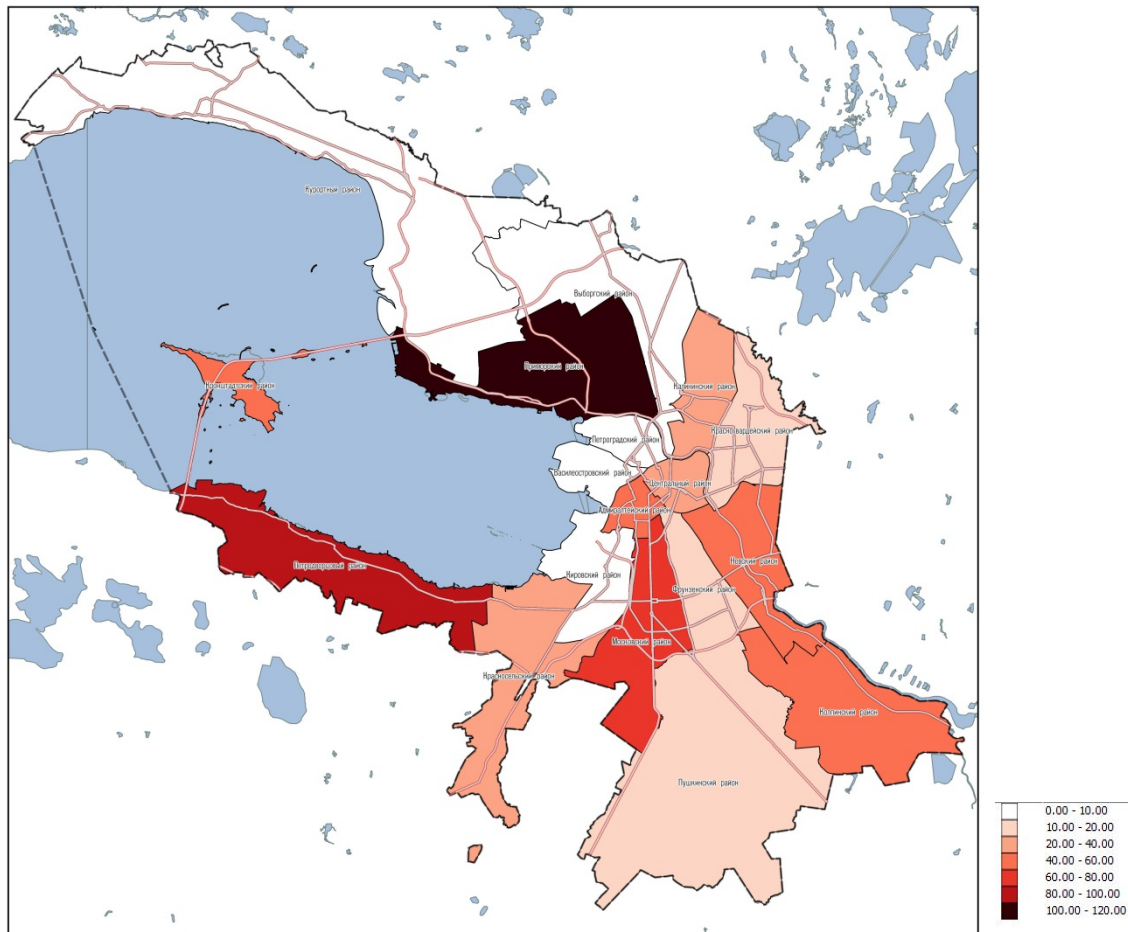 Курортный район
Выборгский район
Приморский район
Кронштадтский район
Калининский район
Красногвардейский район
Петроградский район
Василеостровский район
Центральный район
Адмиралтейский район
Невский район
Петродворцовый район
Кировский район
Фрунзенский район
Московский район
Красносельский район
Колпинский район
Пушкинский район
0.00 - 10.00
10.00 - 20.00
20.00 - 40.00
40.00 - 60.00
60.00 - 80.00
80.00 - 100.00
100.00 - 120.00